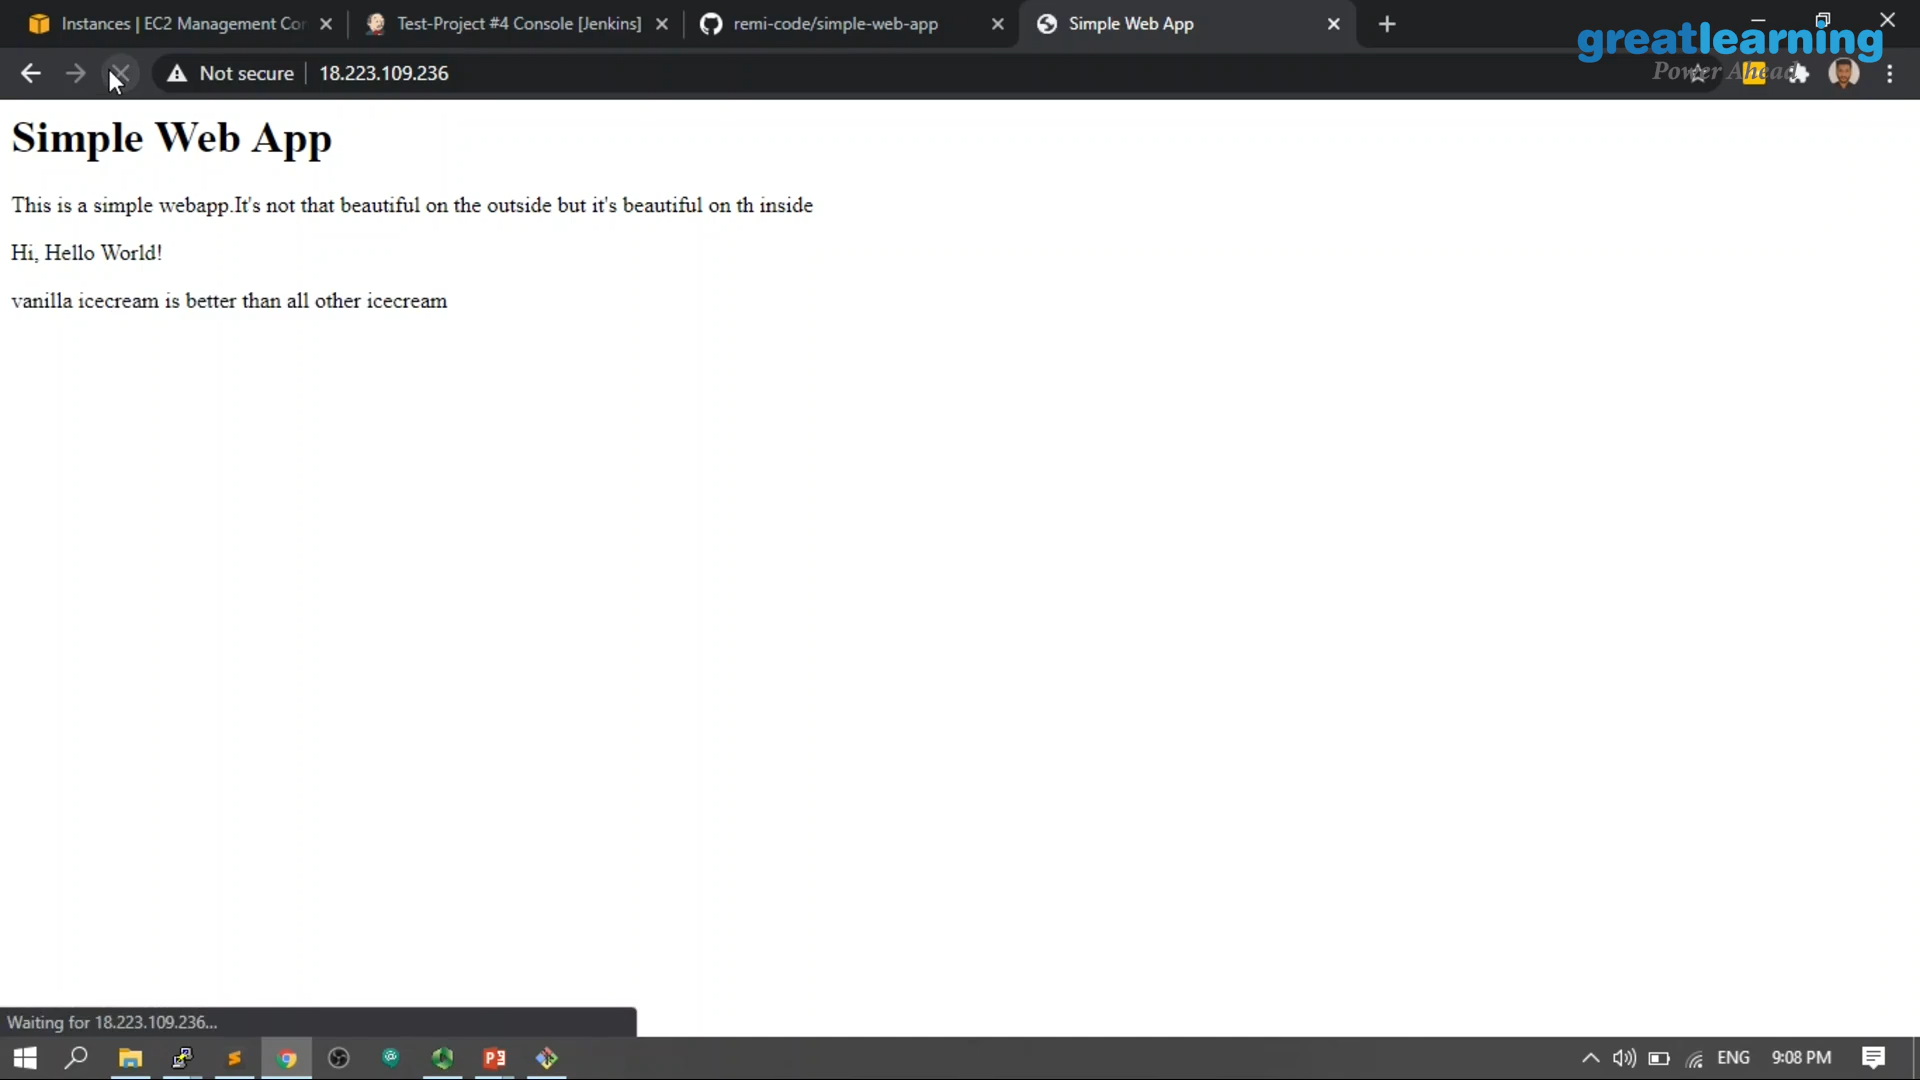 Instances | EC2 Management Con
Test-Project #4 Console [Jenkins]
remi-code/simple-web-app
Simple Web App
greatlearning
Power Ahead
Not secure
18.223.109.236
Simple Web App
This is a simple webapp.It's not that beautiful on the outside but it's beautiful on th inside
Hi, Hello World!
vanilla icecream is better than all other icecream
Waiting for 18.223.109.236...
ENG
9:08 PM